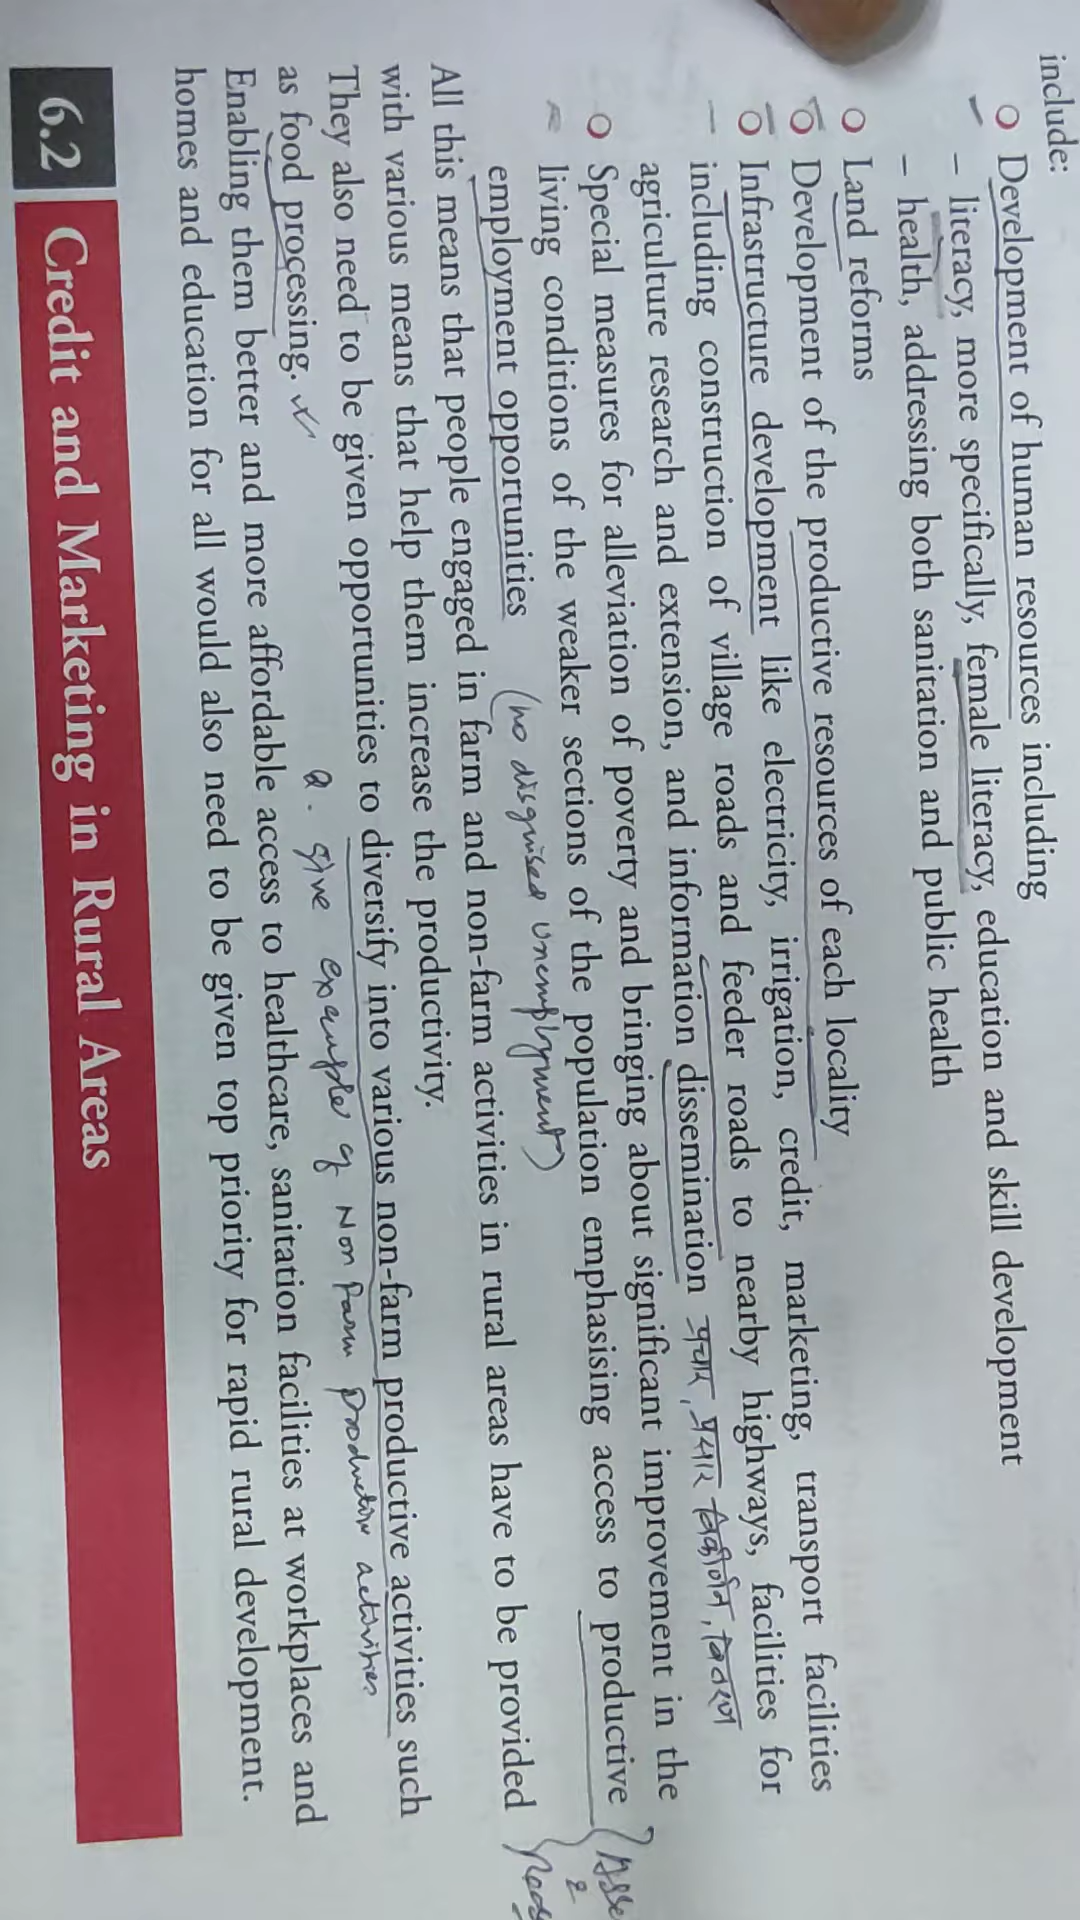 include:
Development of human resources including
– literacy, more specifically, female literacy, education and skill development
– health, addressing both sanitation and public health
Land reforms
Development of the productive resources of each locality
Infrastructure development like electricity, irrigation, credit, marketing, transport facilities
including construction of village roads and feeder roads to nearby highways, facilities for
agriculture research and extension, and information dissemination प्रचार, प्रसार विकीर्णन, वितरण
Special measures for alleviation of poverty and bringing about significant improvement in the
living conditions of the weaker sections of the population emphasising access to productive
employment opportunities (no disguised unemployment)
All this means that people engaged in farm and non-farm activities in rural areas have to be provided
with various means that help them increase the productivity.
They also need to be given opportunities to diversify into various non-farm productive activities such
as food processing.
Q. give example of Non farm productive activities
Enabling them better and more affordable access to healthcare, sanitation facilities at workplaces and
homes and education for all would also need to be given top priority for rapid rural development.
6.2 Credit and Marketing in Rural Areas